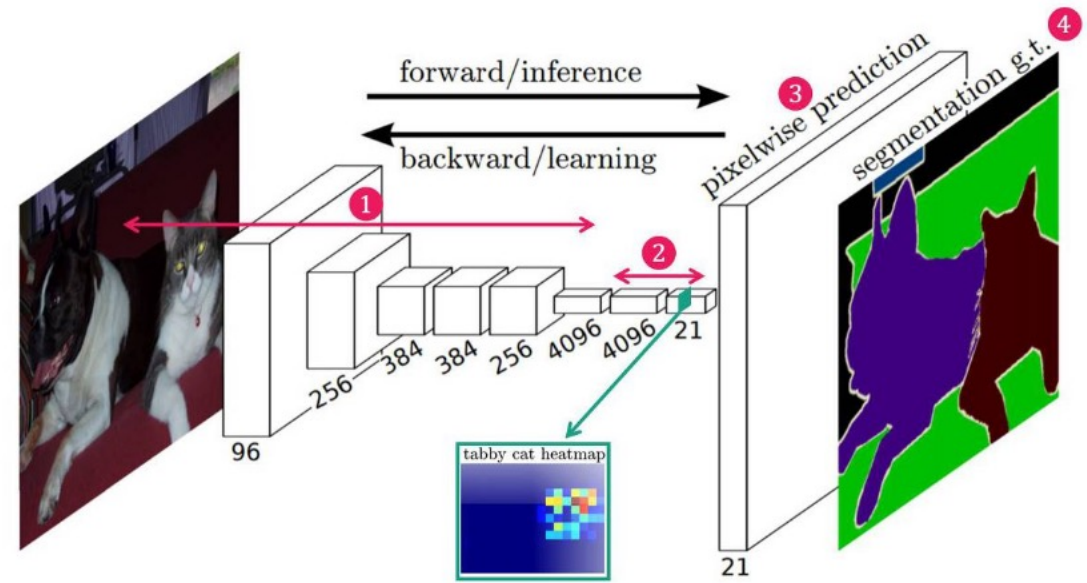 4
forward/inference
3
pixelwise prediction
segmentation g.t.
backward/learning
1
2
96
256
384
384
256
4096
4096
21
tabby cat heatmap
21